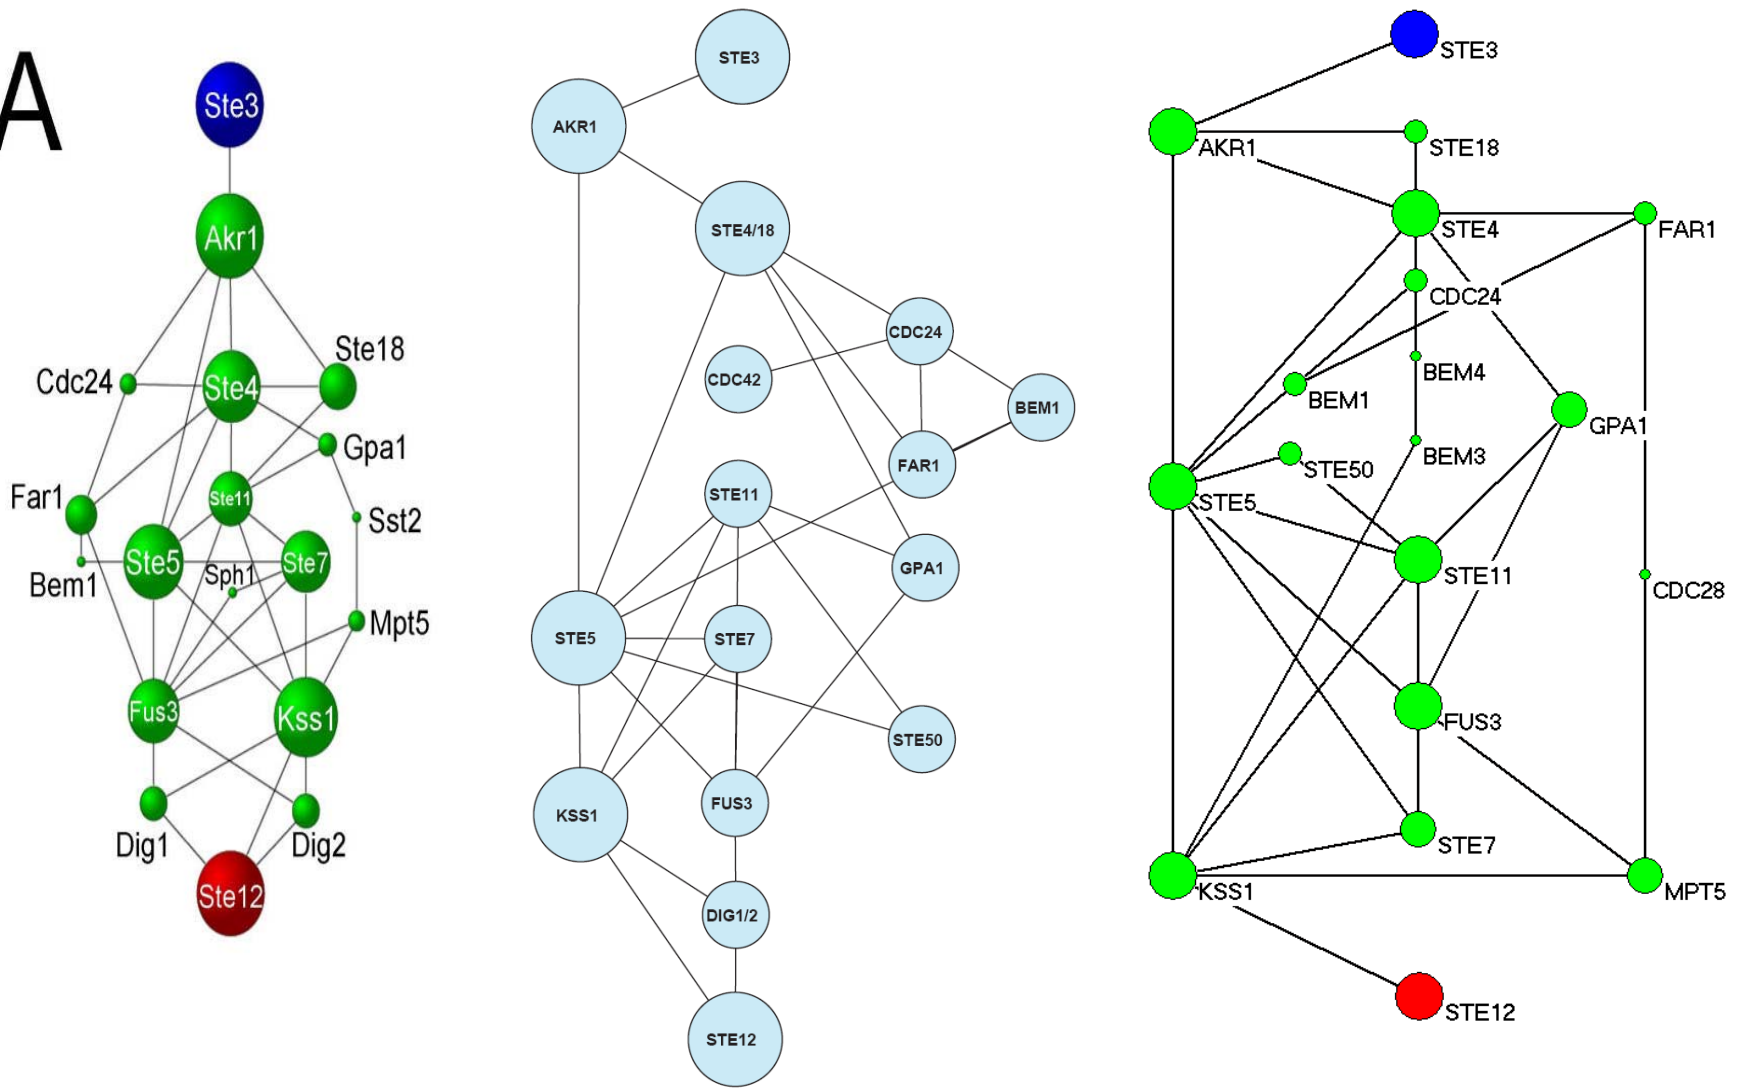 A
Ste3
Akr1
Ste18
Cdc24
Ste4
Gpa1
Far1
Ste11
Sst2
Ste5
Ste7
Sph1
Bem1
Mpt5
Fus3
Kss1
Dig1
Dig2
Ste12
STE3
AKR1
STE4/18
CDC24
CDC42
BEM1
FAR1
STE11
GPA1
STE5
STE7
STE50
FUS3
KSS1
DIG1/2
STE12
STE3
AKR1
STE18
STE4
FAR1
CDC24
BEM4
BEM1
GPA1
BEM3
STE50
STE5
STE11
CDC28
FUS3
STE7
KSS1
MPT5
STE12